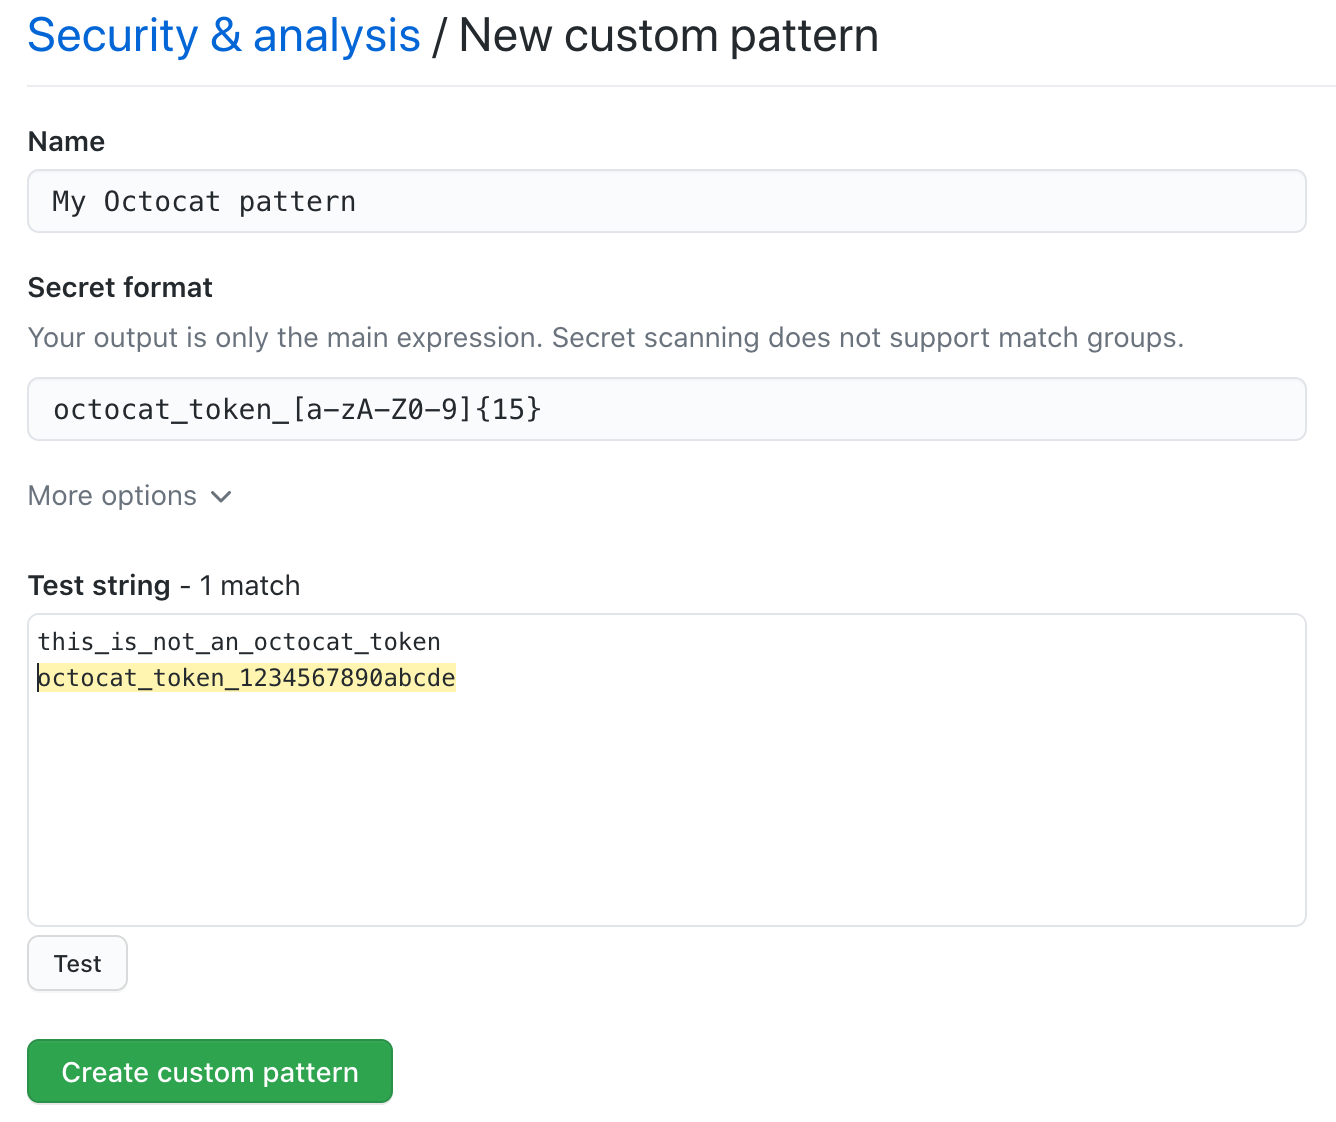 Security & analysis / New custom pattern
Name
My Octocat pattern
Secret format
Your output is only the main expression. Secret scanning does not support match groups.
octocat_token_[a-zA-Z0-9]{15}
More options
Test string - 1 match
this_is_not_an_octocat_token
octocat_token_1234567890abcde
Test
Create custom pattern